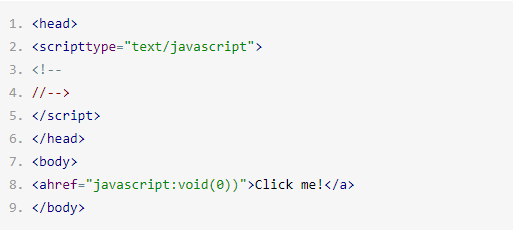 1. <head>
2. <scripttype="text/javascript">
3. <!--
4. //-->
5. </script>
6. </head>
7. <body>
8. <ahref="javascript:void(0))">Click me!</a>
9. </body>